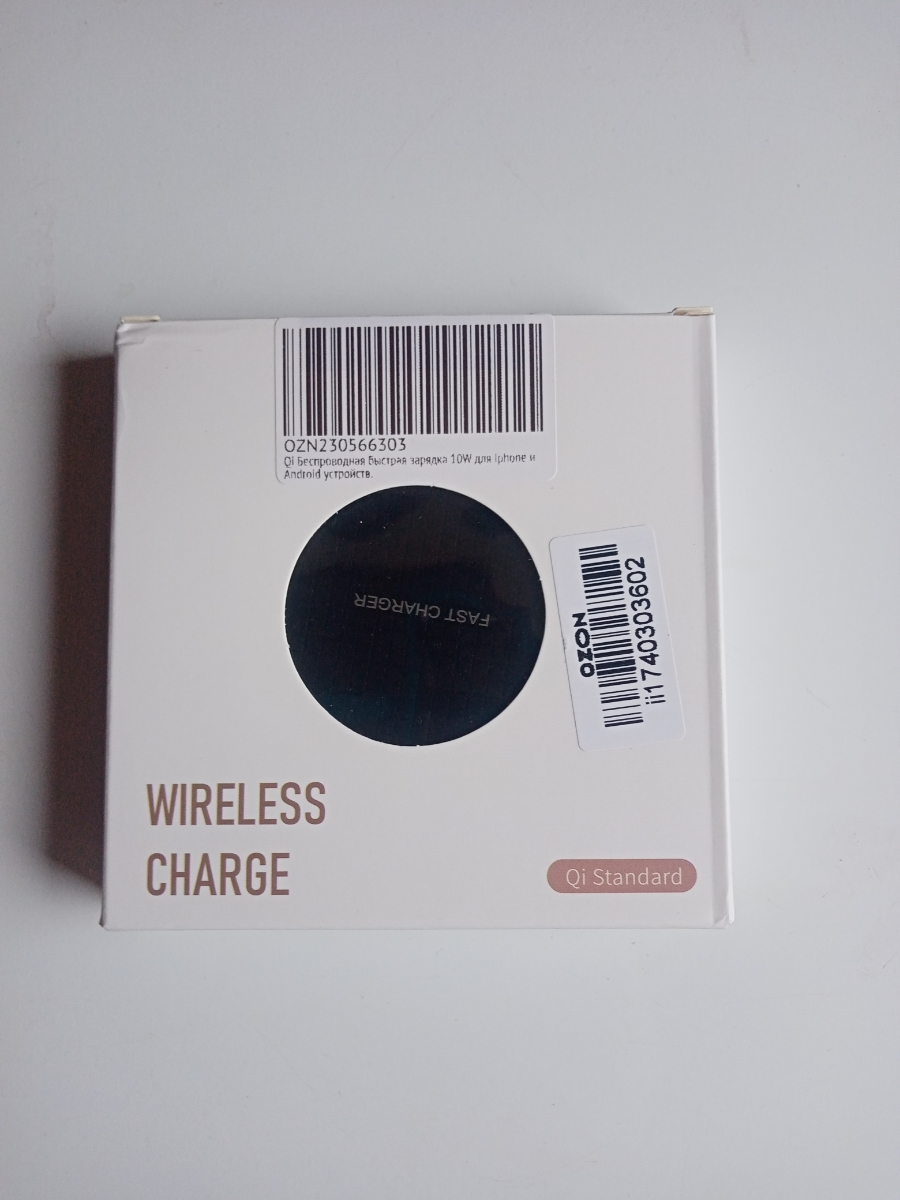 OZN230566303
Qi Беспроводная быстрая зарядка 10W для Iphone и
Android устройств.
FAST CHARGER
OZON
ii1740303602
WIRELESS
CHARGE
Qi Standard